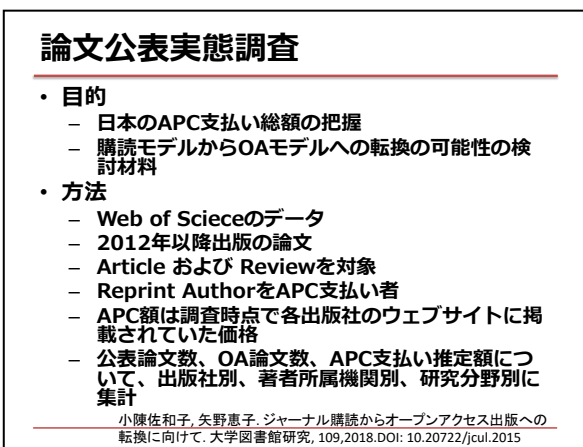 論文公表実態調査
• 目的
– 日本のAPC支払い総額の把握
– 購読モデルからOAモデルへの転換の可能性の検
討材料
• 方法
– Web of Scieceのデータ
– 2012年以降出版の論文
– Article および Reviewを対象
– Reprint AuthorをAPC支払い者
– APC額は調査時点で各出版社のウェブサイトに掲
載されていた価格
– 公表論文数、OA論文数、APC支払い推定額につ
いて、出版社別、著者所属機関別、研究分野別に
集計
小陳佐和子, 矢野恵子. ジャーナル購読からオープンアクセス出版への
転換に向けて. 大学図書館研究, 109,2018.DOI: 10.20722/jcul.2015